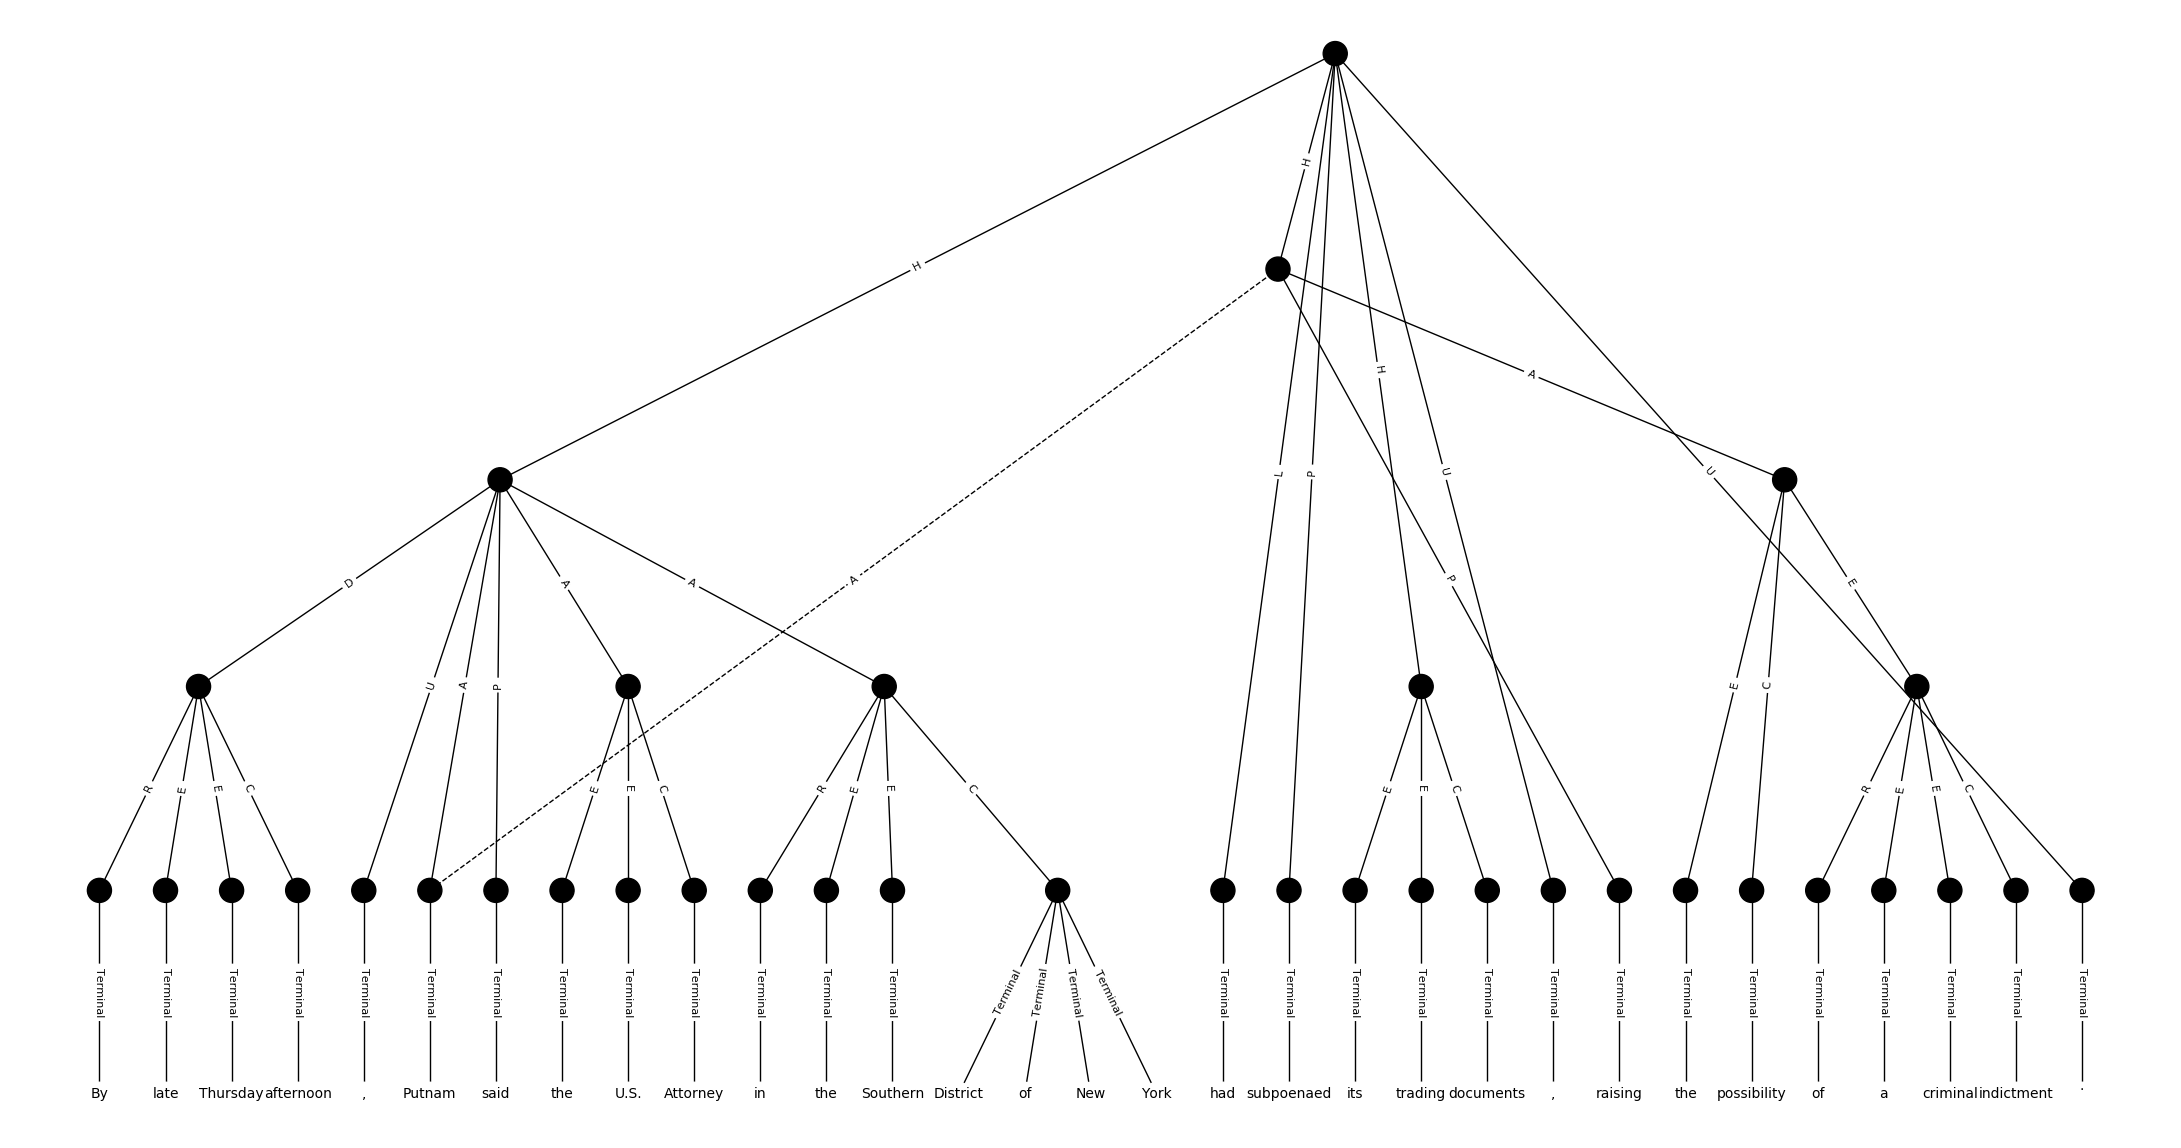 H
H
H
A
L
P
U
U
D
A
A
A
P
E
U
A
P
E
C
R
E
E
C
E
E
C
R
E
E
C
E
E
C
R
E
E
C
Terminal Terminal Terminal Terminal Terminal Terminal Terminal Terminal Terminal Terminal Terminal Terminal Terminal Terminal Terminal Terminal Terminal Terminal Terminal Terminal Terminal Terminal Terminal Terminal Terminal Terminal Terminal Terminal Terminal Terminal Terminal
By late Thursday afternoon , Putnam said the U.S. Attorney in the Southern District of New York had subpoenaed its trading documents , raising the possibility of a criminal indictment .